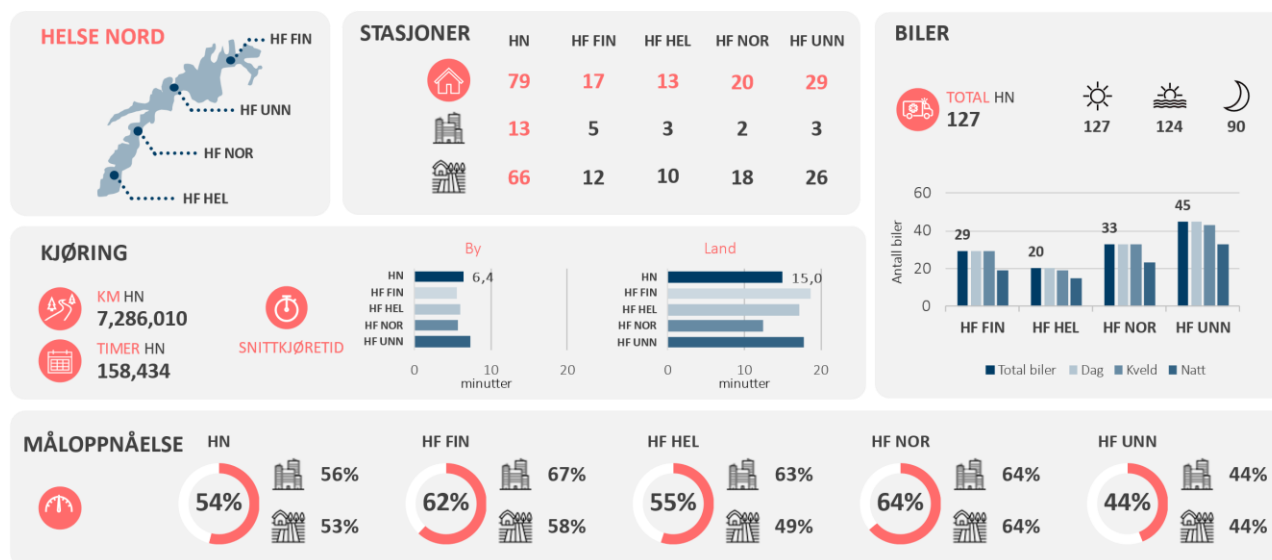 HELSE NORD
HF FIN
HF UNN
HF NOR
HF HEL
STASJONER
HN HF FIN HF HEL HF NOR HF UNN
79 17 13 20 29
13 5 3 2 3
66 12 10 18 26
BILER
TOTAL HN
127
127 124 90
60
40
20
0
Antall biler
29 20 33 45
HF FIN HF HEL HF NOR HF UNN
Total biler Dag Kveld Natt
KJØRING
KM HN
7,286,010
TIMER HN
158,434
SNITTKJØRETID
By
HN 6,4
HF FIN
HF HEL
HF NOR
HF UNN
0 10 20
minutter
Land
HN 15,0
HF FIN
HF HEL
HF NOR
HF UNN
0 10 20
minutter
MÅLOPPNÅELSE
HN
54%
56%
53%
HF FIN
62%
67%
58%
HF HEL
55%
63%
49%
HF NOR
64%
64%
64%
HF UNN
44%
44%
44%